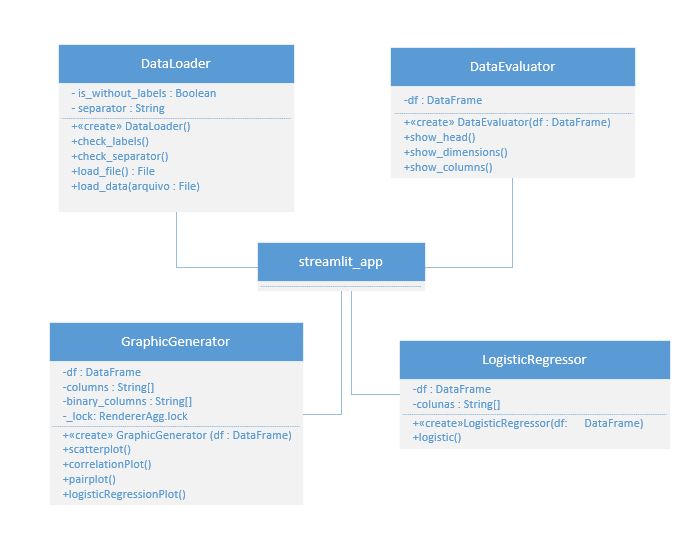 DataLoader
- is_without_labels : Boolean
- separator : String
+«create» DataLoader()
+check_labels()
+check_separator()
+load_file() : File
+load_data(arquivo : File)
DataEvaluator
-df : DataFrame
+«create» DataEvaluator(df : DataFrame)
+show_head()
+show_dimensions()
+show_columns()
streamlit_app
GraphicGenerator
-df : DataFrame
-columns : String[]
-binary_columns : String[]
-_lock: RendererAgg.lock
+«create» GraphicGenerator (df : DataFrame)
+scatterplot()
+correlationPlot()
+pairplot()
+logisticRegressionPlot()
LogisticRegressor
-df : DataFrame
-colunas : String[]
+«create»LogisticRegressor(df: DataFrame)
+logistic()